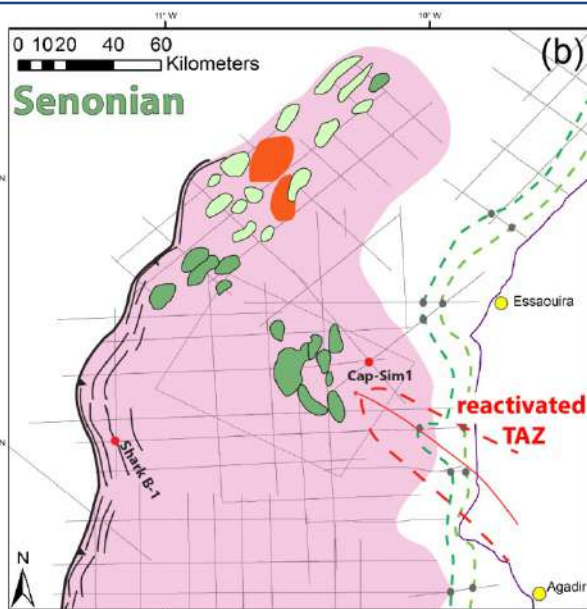 11°W 10°W
0 10 20 40 60
Kilometers
(b)
Senonian
Essaouira
Cap-Sim1
reactivated
TAZ
Shark B-1
N
Agadir